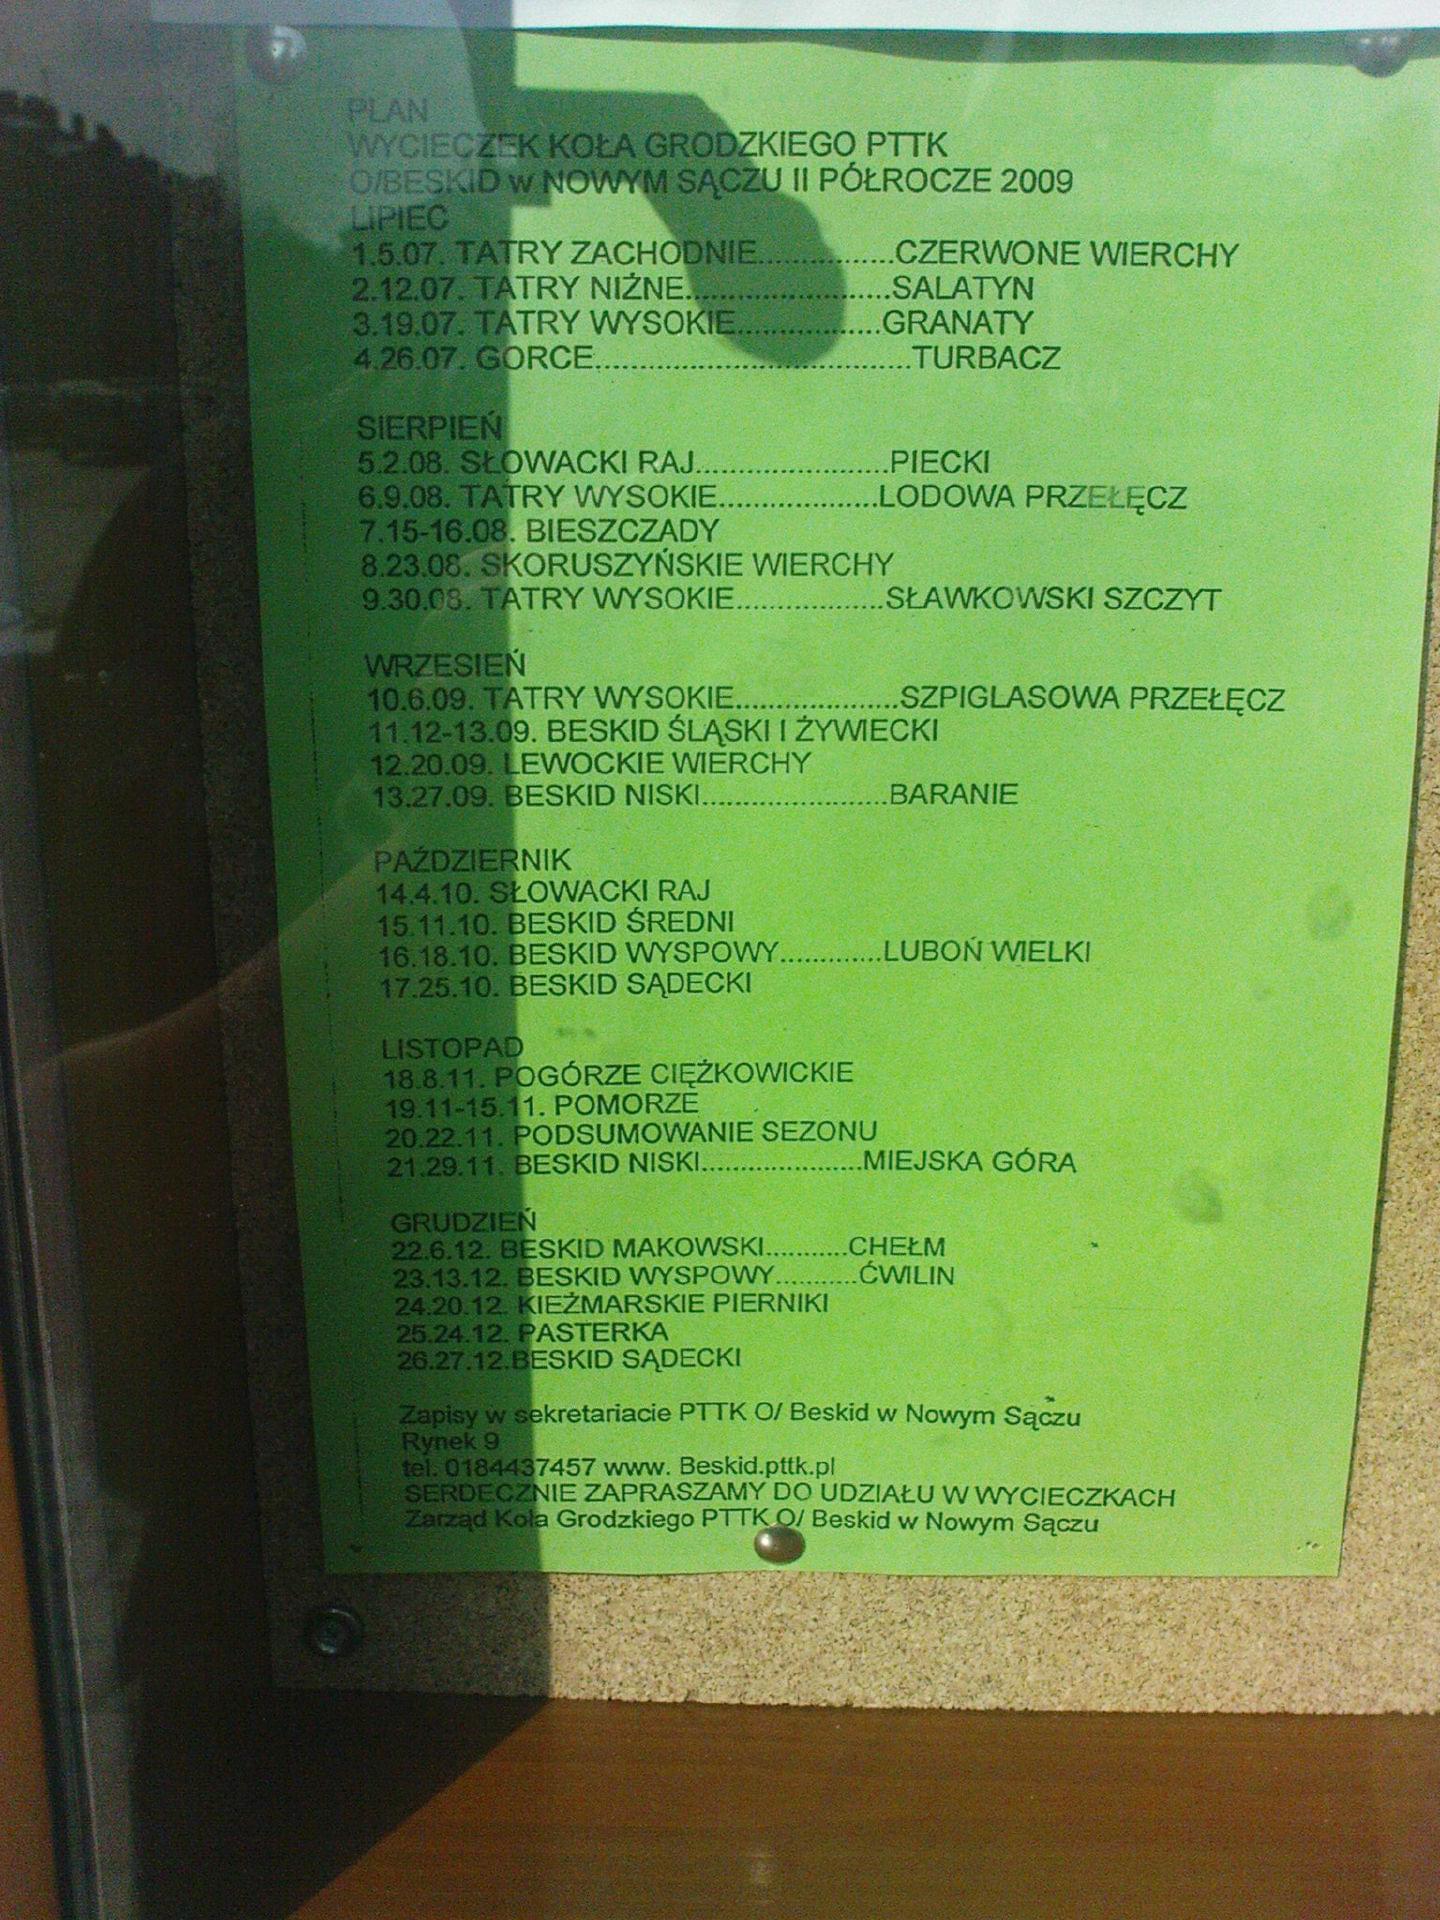 PLAN
WYCIECZEK KOŁA GRODZKIEGO PTTK
O/BESKID w NOWYM SĄCZU II PÓŁROCZE 2009
LIPIEC
1.5.07. TATRY ZACHODNIE...............CZERWONE WIERCHY
2.12.07. TATRY NIŻNE......................SALATYN
3.19.07. TATRY WYSOKIE................GRANATY
4.26.07. GORCE..................................TURBACZ
SIERPIEŃ
5.2.08. SŁOWACKI RAJ.....................PIECKI
6.9.08. TATRY WYSOKIE.................LODOWA PRZEŁĘCZ
7.15-16.08. BIESZCZADY
8.23.08. SKORUSZYŃSKIE WIERCHY
9.30.08. TATRY WYSOKIE................SŁAWKOWSKI SZCZYT
WRZESIEŃ
10.6.09. TATRY WYSOKIE..................SZPIGLASOWA PRZEŁĘCZ
11.12-13.09. BESKID ŚLĄSKI I ŻYWIECKI
12.20.09. LEWOCKIE WIERCHY
13.27.09. BESKID NISKI.....................BARANIE
PAŹDZIERNIK
14.4.10. SŁOWACKI RAJ
15.11.10. BESKID ŚREDNI
16.18.10. BESKID WYSPOWY............LUBOŃ WIELKI
17.25.10. BESKID SĄDECKI
LISTOPAD
18.8.11. POGÓRZE CIĘŻKOWICKIE
19.11-15.11. POMORZE
20.22.11. PODSUMOWANIE SEZONU
21.29.11. BESKID NISKI...................MIEJSKA GÓRA
GRUDZIEŃ
22.6.12. BESKID MAKOWSKI..........CHEŁM
23.13.12. BESKID WYSPOWY..........ĆWILIN
24.20.12. KIEŻMARSKIE PIERNIKI
25.24.12. PASTERKA
26.27.12.BESKID SĄDECKI
Zapisy w sekretariacie PTTK O/ Beskid w Nowym Sączu
Rynek 9
tel. 0184437457 www. Beskid.pttk.pl
SERDECZNIE ZAPRASZAMY DO UDZIAŁU W WYCIECZKACH
Zarząd Koła Grodzkiego PTTK O/ Beskid w Nowym Sączu